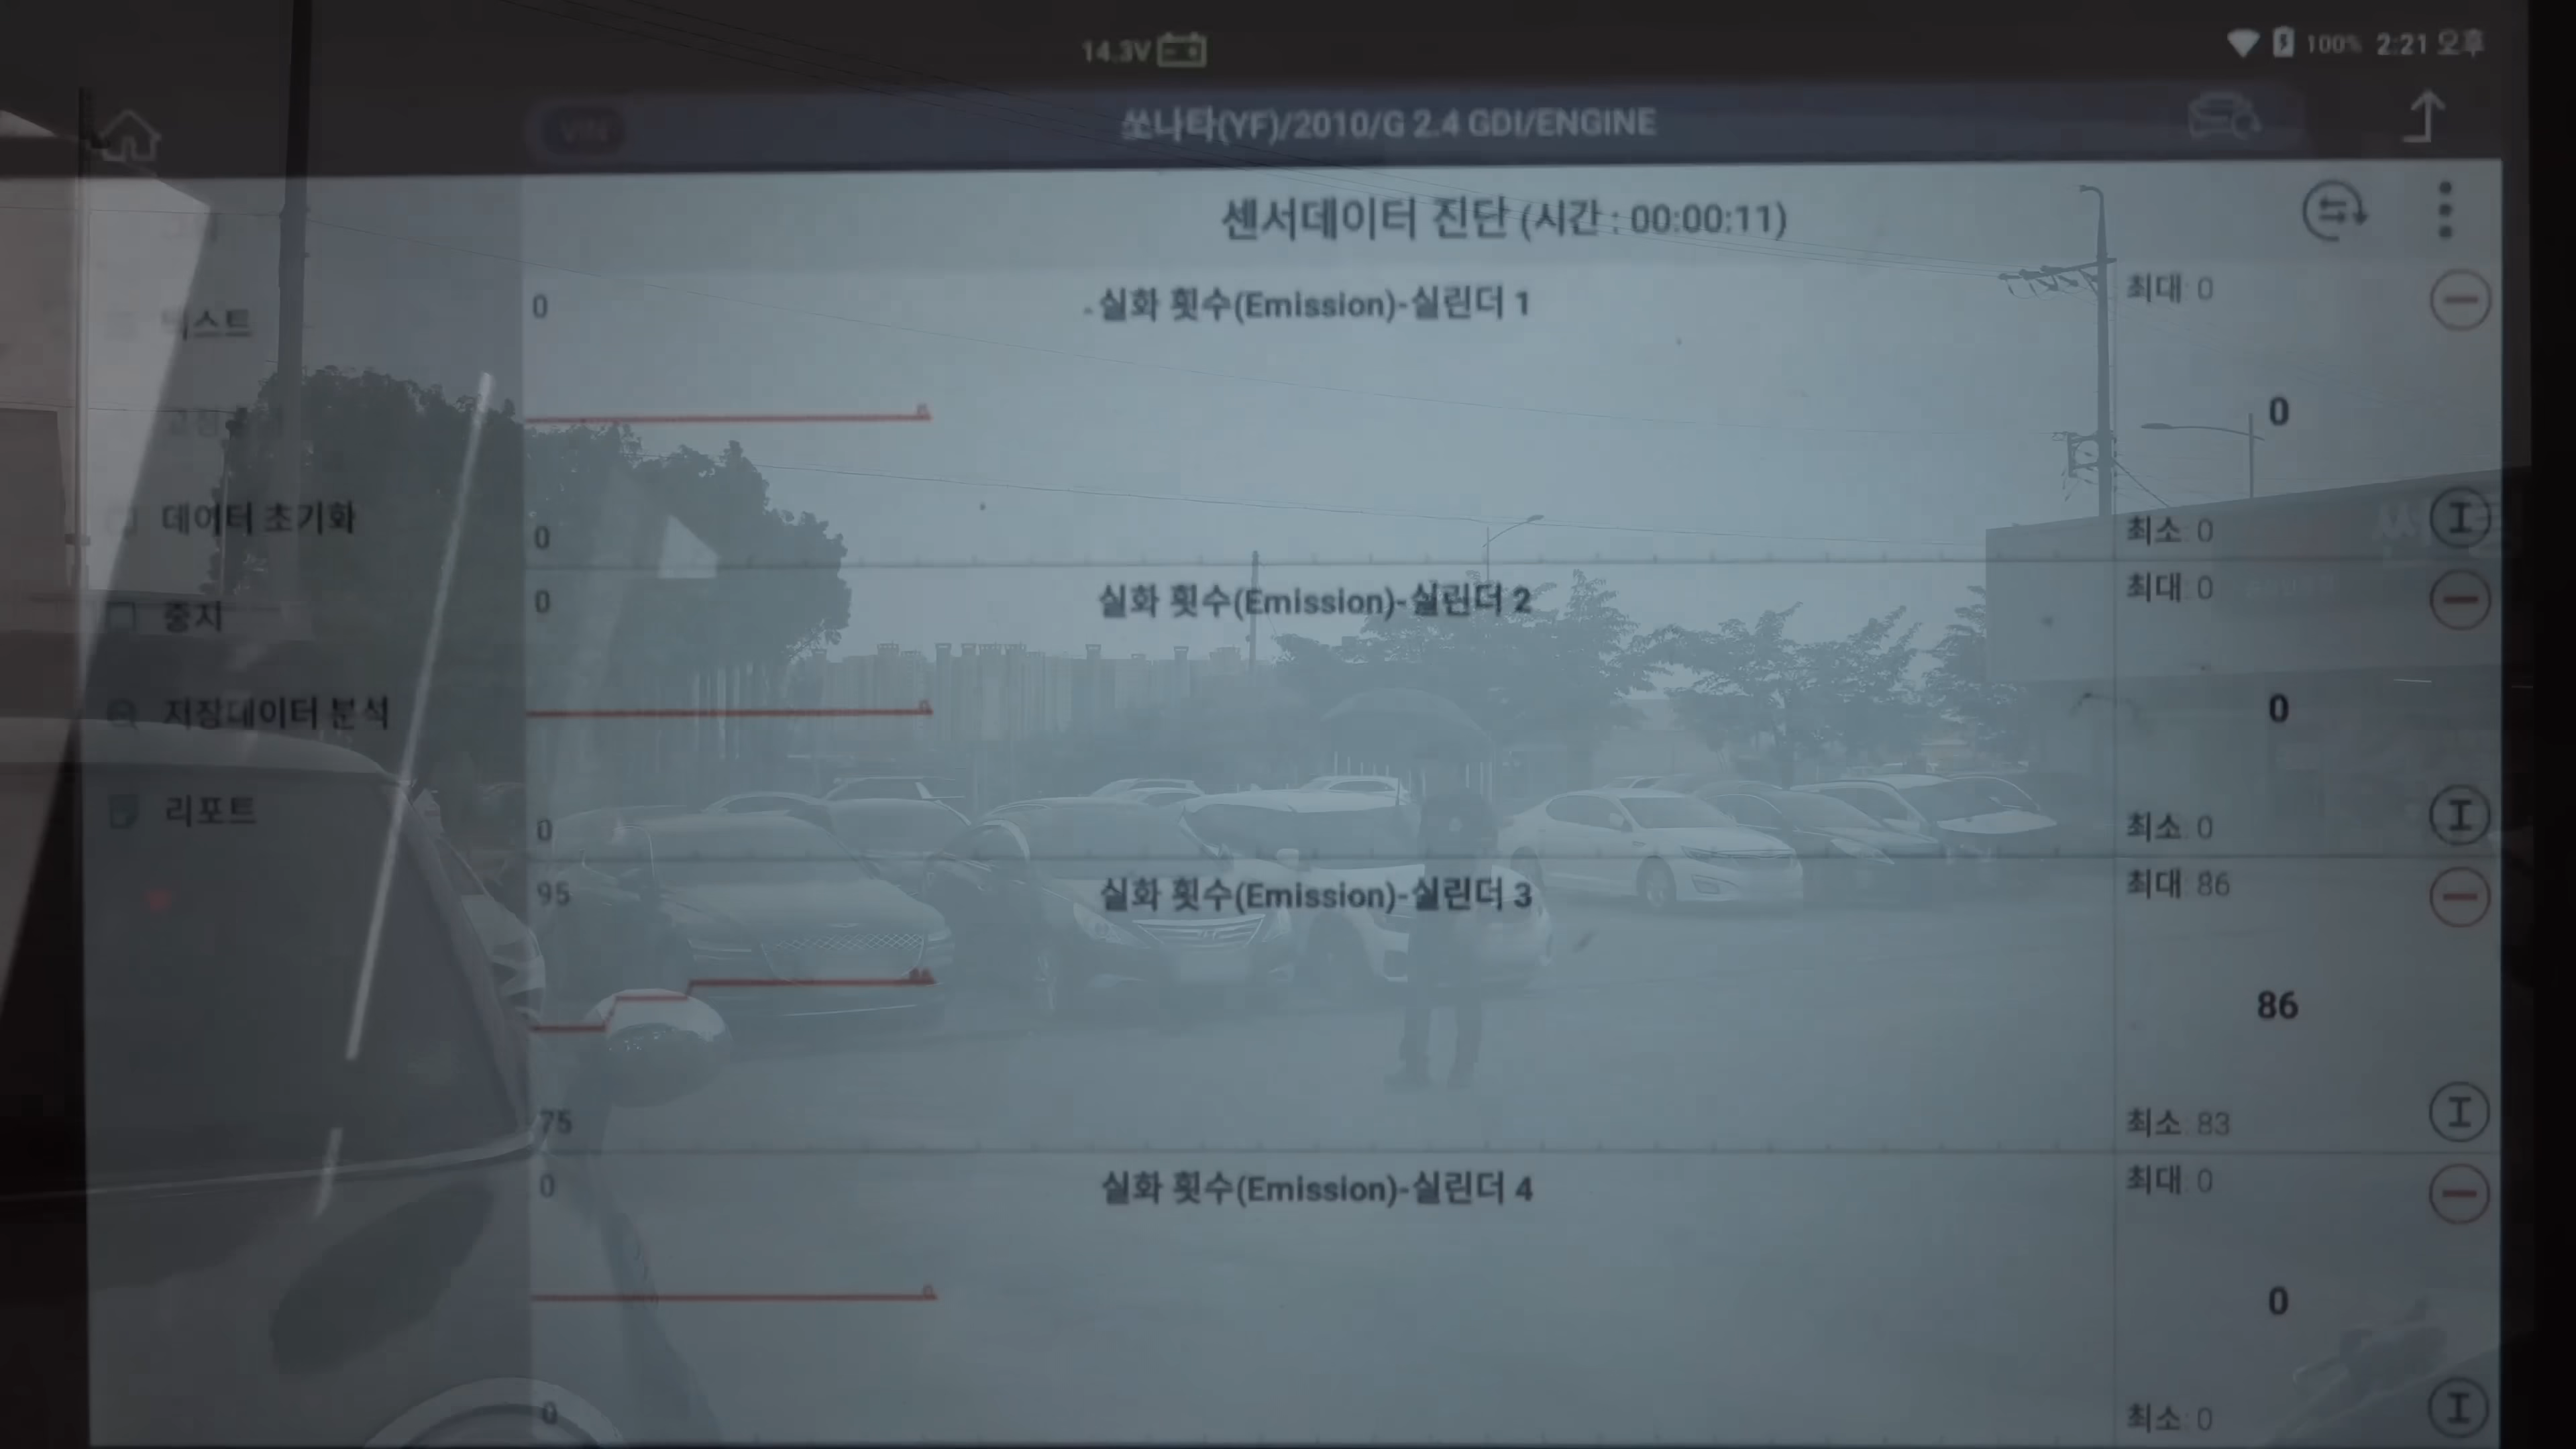 14.3V
100% 2:21 오후
VIN
쏘나타(YF)/2010/G 2.4 GDI/ENGINE
센서데이터 진단 (시간 : 00:00:11)
데이터 초기화
중지
저장데이터 분석
리포트
0
실화 횟수(Emission)-실린더 1
최대: 0
0
0
최소: 0
0
실화 횟수(Emission)-실린더 2
최대: 0
0
0
최소: 0
95
실화 횟수(Emission)-실린더 3
최대: 86
86
75
최소: 83
0
실화 횟수(Emission)-실린더 4
최대: 0
0
0
최소: 0